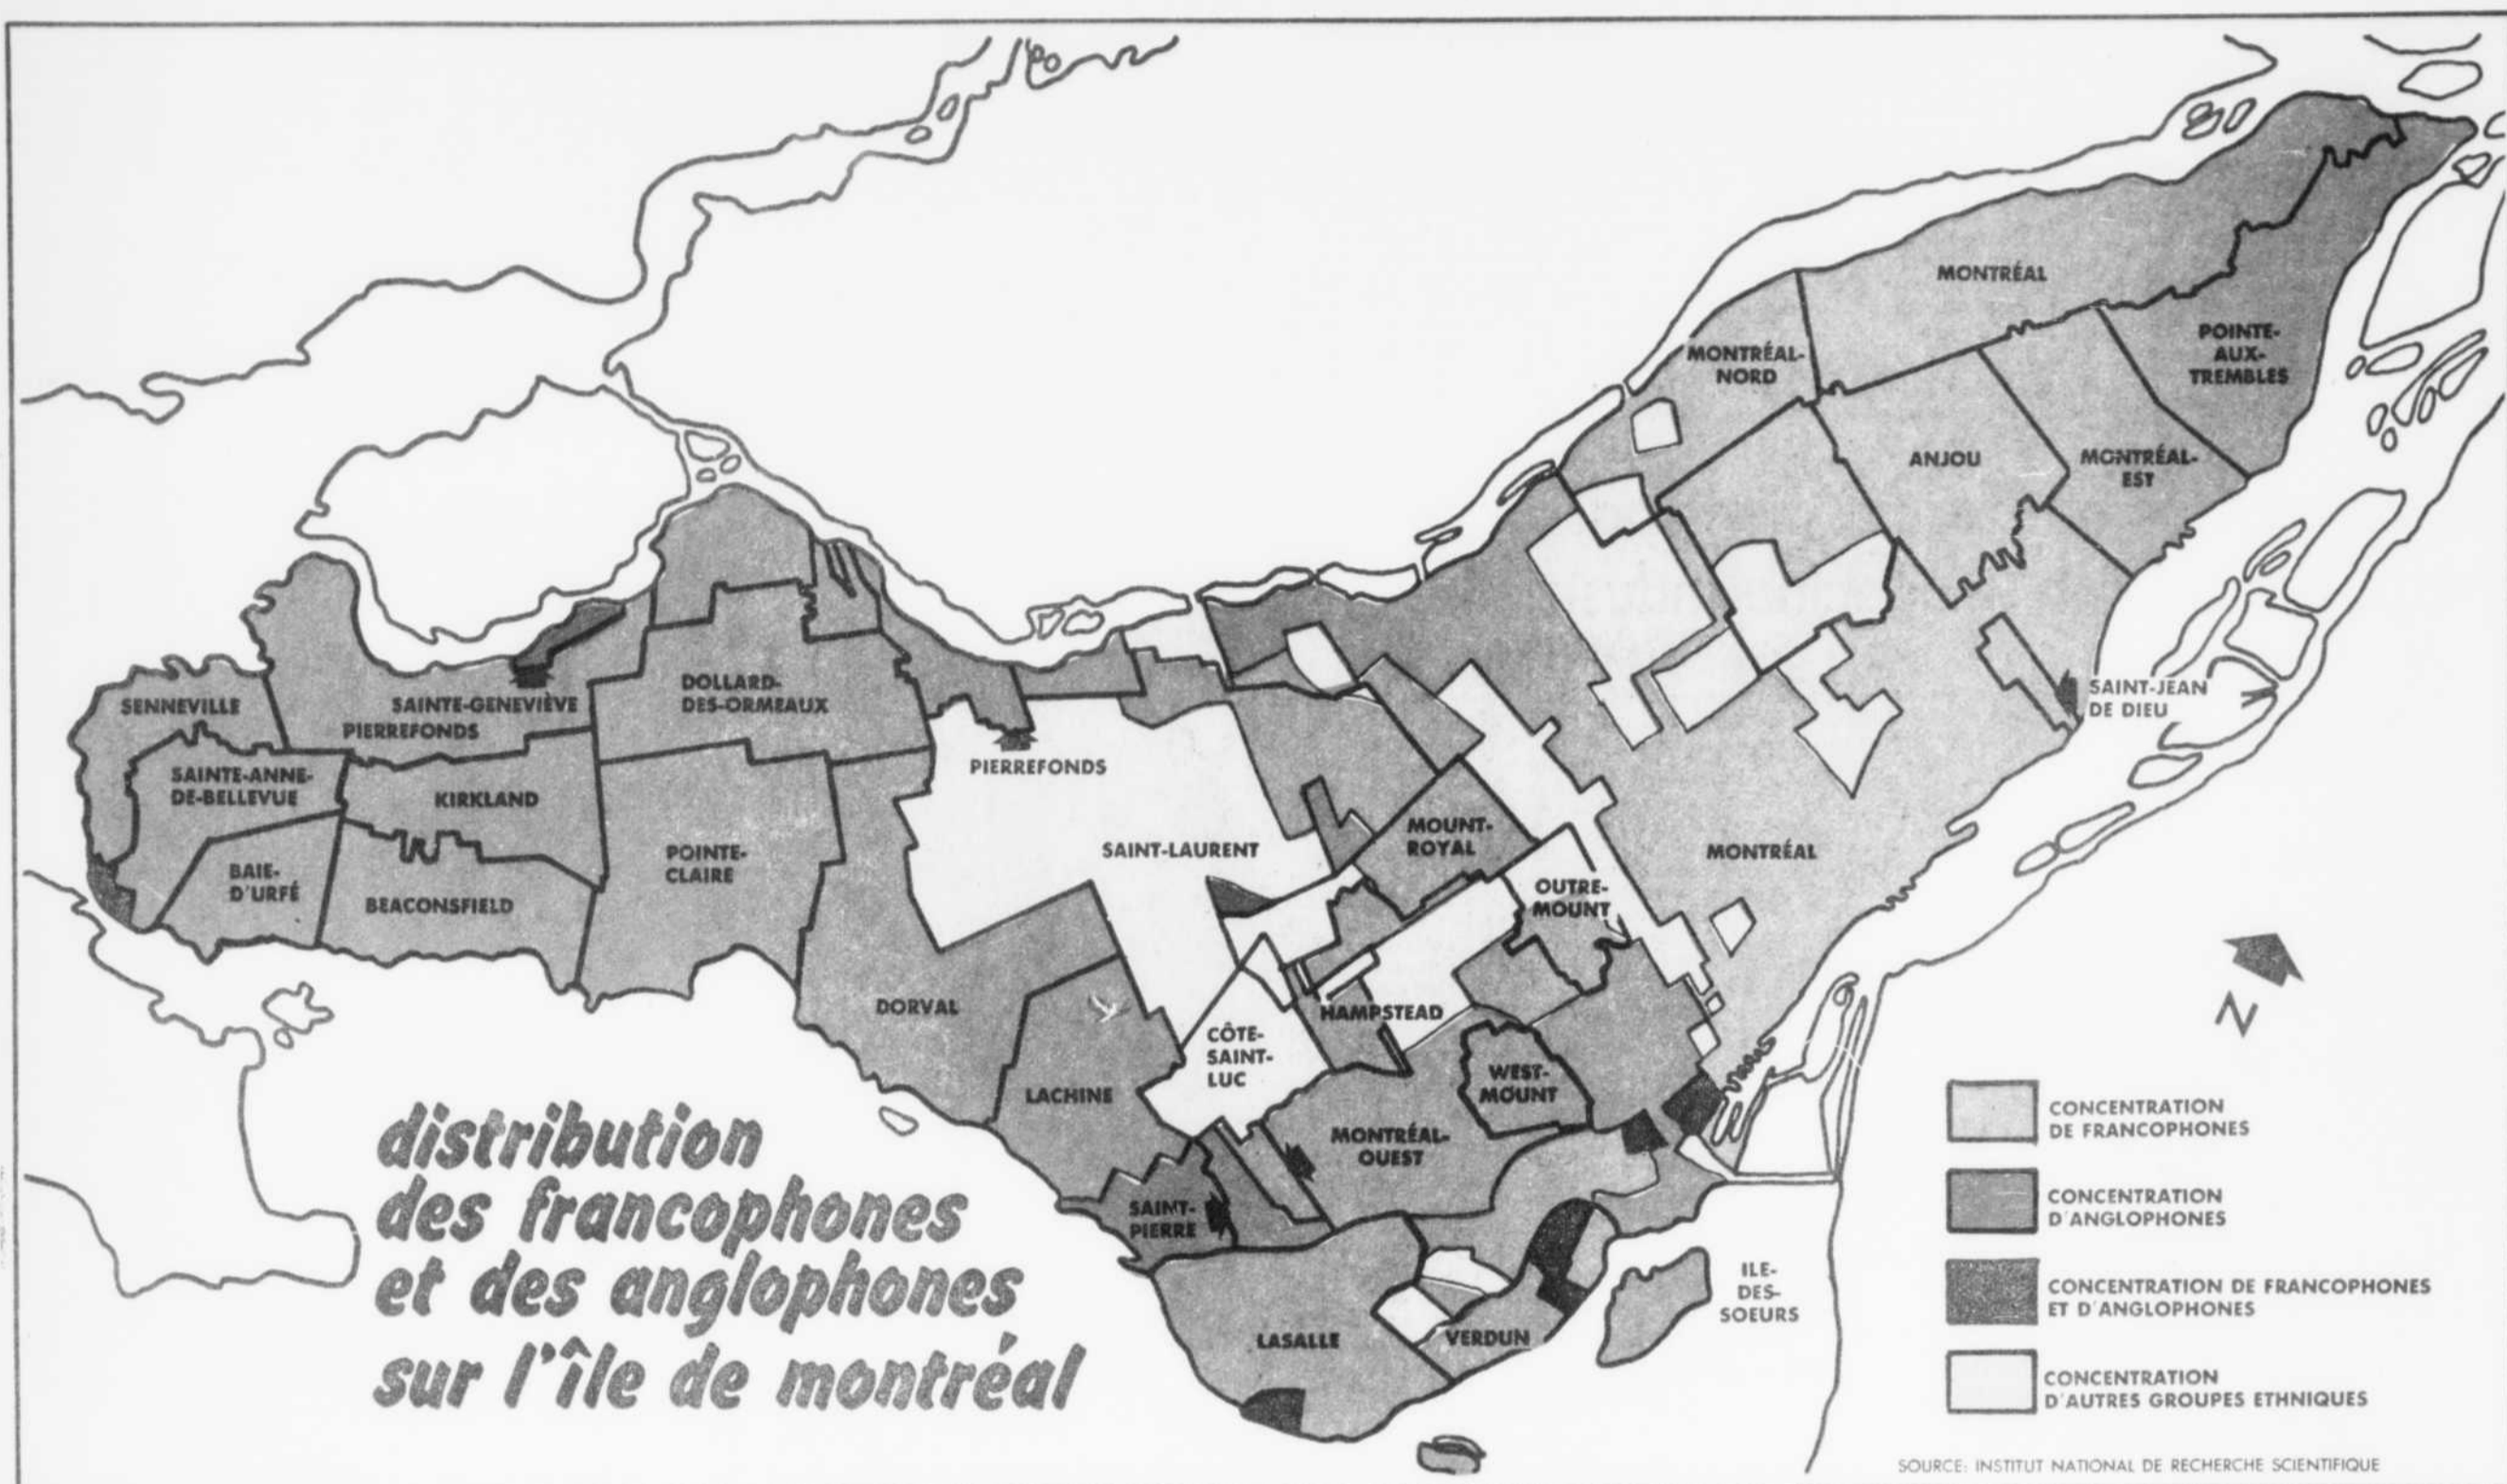 distribution
des francophones
et des anglophones
sur l'île de montréal
MONTRÉAL
MONTRÉAL-
NORD
POINTE-
AUX-
TREMBLES
ANJOU
MONTRÉAL-
EST
SAINT-JEAN
DE DIEU
SENNEVILLE
SAINTE-GENEVIÈVE
PIERREFONDS
DOLLARD-
DES-ORMEAUX
SAINTE-ANNE-
DE-BELLEVUE
KIRKLAND
PIERREFONDS
BAIE-
D'URFÉ
BEACONSFIELD
POINTE-
CLAIRE
SAINT-LAURENT
MOUNT-
ROYAL
MONTRÉAL
OUTRE-
MOUNT
DORVAL
HAMPSTEAD
CÔTE-
SAINT-
LUC
LACHINE
WEST-
MOUNT
MONTRÉAL-
OUEST
SAINT-
PIERRE
LASALLE
VERDUN
ILE-
DES-
SOEURS
N
CONCENTRATION
DE FRANCOPHONES
CONCENTRATION
D'ANGLOPHONES
CONCENTRATION DE FRANCOPHONES
ET D'ANGLOPHONES
CONCENTRATION
D'AUTRES GROUPES ETHNIQUES
SOURCE: INSTITUT NATIONAL DE RECHERCHE SCIENTIFIQUE